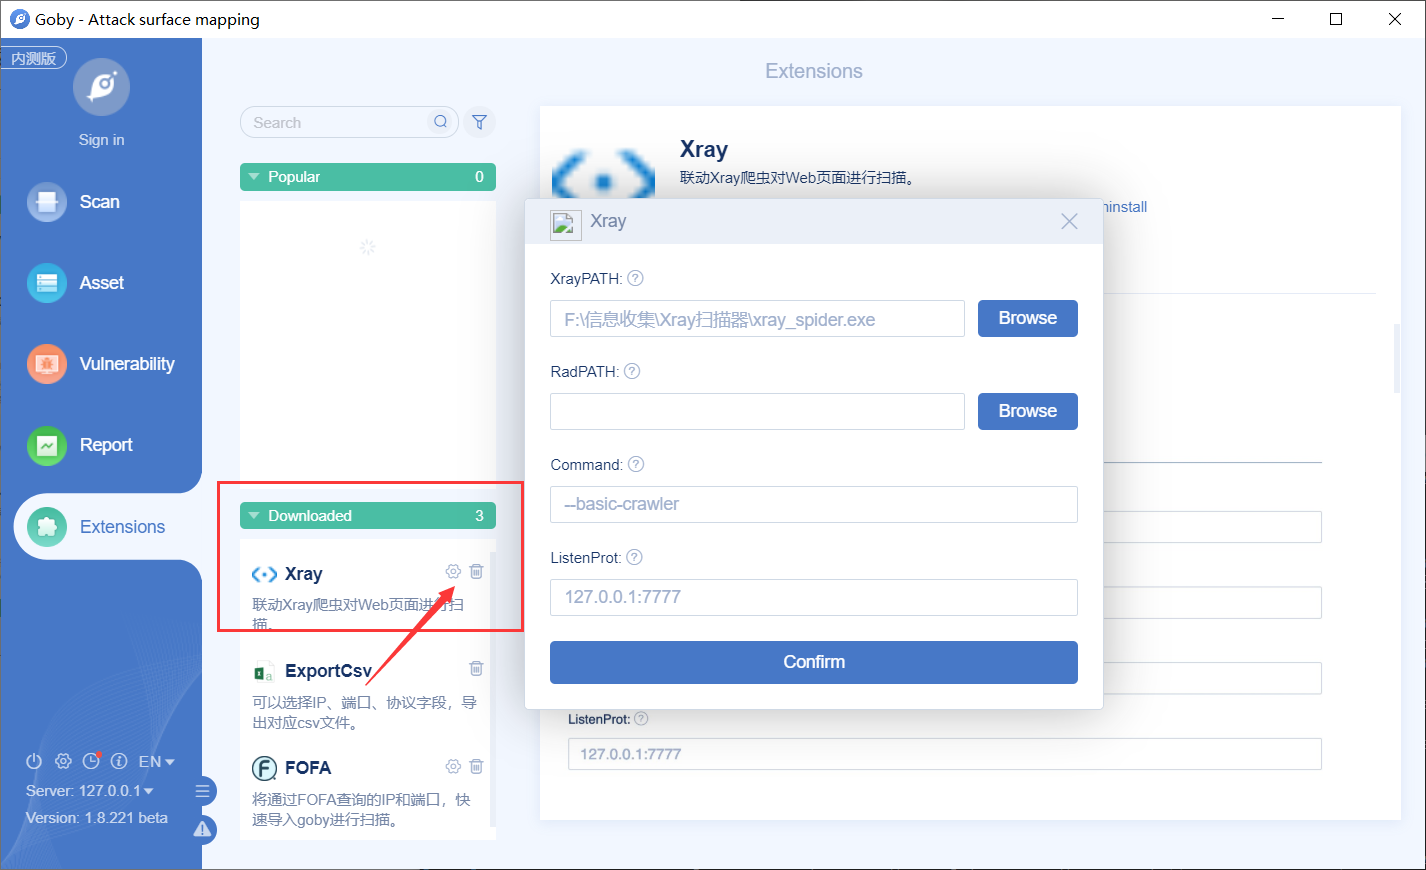 Goby - Attack surface mapping
内测版
Sign in
Scan
Asset
Vulnerability
Report
Extensions
EN
Server: 127.0.0.1
Version: 1.8.221 beta
Extensions
Search
Popular 0
Downloaded 3
Xray
联动Xray爬虫对Web页面进行扫
描。
ExportCsv
可以选择IP、端口、协议字段，导
出对应csv文件。
FOFA
将通过FOFA查询的IP和端口，快
速导入goby进行扫描。
Xray
联动Xray爬虫对Web页面进行扫描。
ninstall
Xray
XrayPATH: ?
F:\信息收集\Xray扫描器\xray_spider.exe
Browse
RadPATH: ?
Browse
Command: ?
--basic-crawler
ListenProt: ?
127.0.0.1:7777
Confirm
ListenProt: ?
127.0.0.1:7777